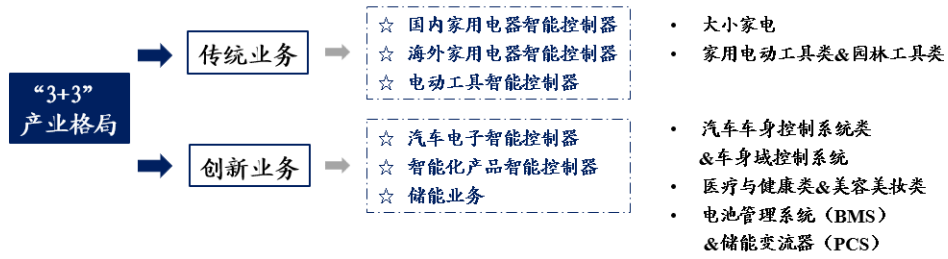 “3+3”
产业格局
传统业务
☆ 国内家用电器智能控制器
☆ 海外家用电器智能控制器
☆ 电动工具智能控制器
• 大小家电
• 家用电动工具类&园林工具类
创新业务
☆ 汽车电子智能控制器
☆ 智能化产品智能控制器
☆ 储能业务
• 汽车车身控制系统类
&车身域控制系统
• 医疗与健康类&美容美妆类
• 电池管理系统（BMS）
&储能变流器（PCS）